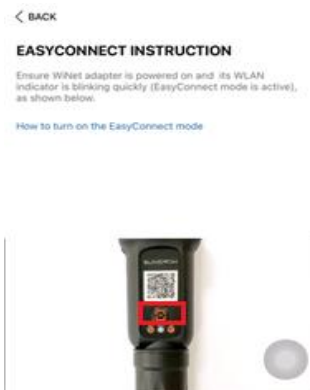 BACK
EASYCONNECT INSTRUCTION
Ensure WiNet adapter is powered on and its WLAN
indicator is blinking quickly (EasyConnect mode is active),
as shown below.
How to turn on the EasyConnect mode